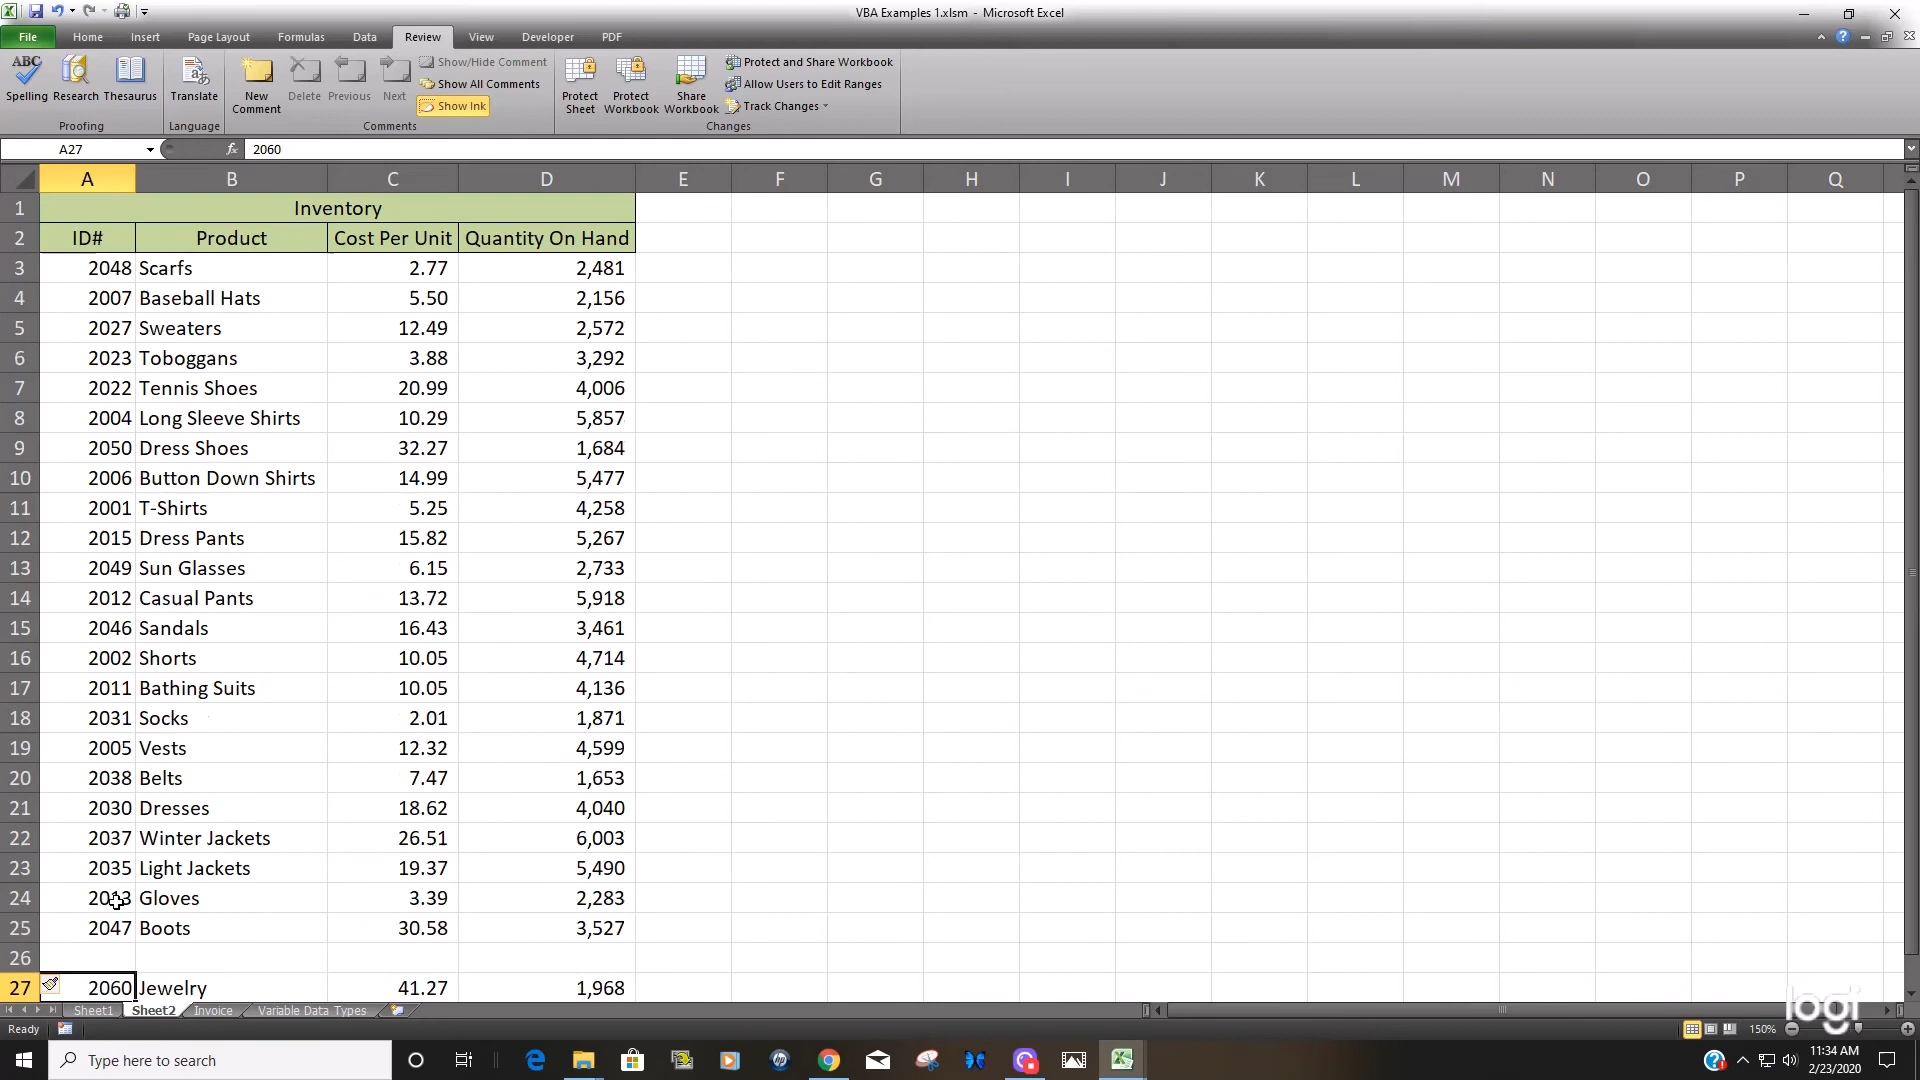 VBA Examples 1.xlsm - Microsoft Excel
File Home Insert Page Layout Formulas Data Review View Developer PDF
ABC
Spelling Research Thesaurus Translate New Comment Delete Previous Next
Show/Hide Comment
Show All Comments
Show Ink
Protect Sheet Protect Workbook Share Workbook
Protect and Share Workbook
Allow Users to Edit Ranges
Track Changes
Proofing Language Comments Changes
A27 fx 2060
A B C D E F G H I J K L M N O P Q
1 Inventory
2 ID# Product Cost Per Unit Quantity On Hand
3 2048 Scarfs 2.77 2,481
4 2007 Baseball Hats 5.50 2,156
5 2027 Sweaters 12.49 2,572
6 2023 Toboggans 3.88 3,292
7 2022 Tennis Shoes 20.99 4,006
8 2004 Long Sleeve Shirts 10.29 5,857
9 2050 Dress Shoes 32.27 1,684
10 2006 Button Down Shirts 14.99 5,477
11 2001 T-Shirts 5.25 4,258
12 2015 Dress Pants 15.82 5,267
13 2049 Sun Glasses 6.15 2,733
14 2012 Casual Pants 13.72 5,918
15 2046 Sandals 16.43 3,461
16 2002 Shorts 10.05 4,714
17 2011 Bathing Suits 10.05 4,136
18 2031 Socks 2.01 1,871
19 2005 Vests 12.32 4,599
20 2038 Belts 7.47 1,653
21 2030 Dresses 18.62 4,040
22 2037 Winter Jackets 26.51 6,003
23 2035 Light Jackets 19.37 5,490
24 Gloves 3.39 2,283
25 2047 Boots 30.58 3,527
26
27 2060 Jewelry 41.27 1,968
Sheet1 Sheet2 Invoice Variable Data Types
logi
Ready 150%
Type here to search
11:34 AM
2/23/2020